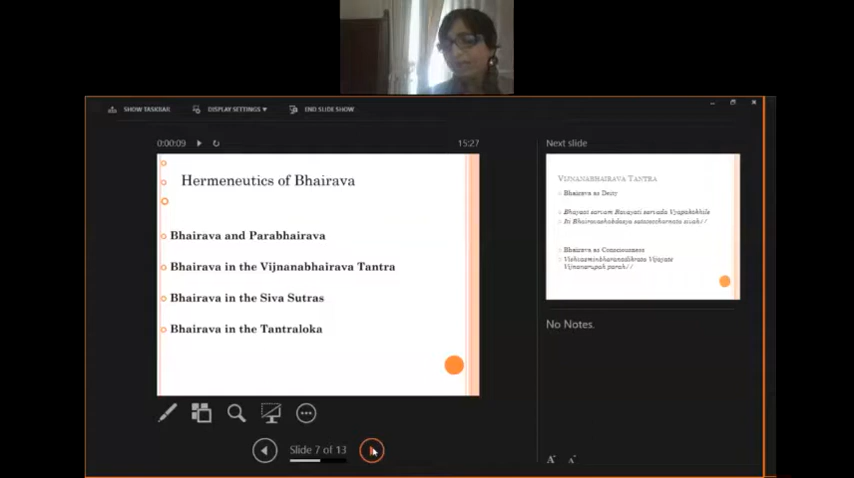 SHOW TASKBAR
DISPLAY SETTINGS
END SLIDE SHOW
0:00:09
15:27
Hermeneutics of Bhairava
Bhairava and Parabhairava
Bhairava in the Vijnanabhairava Tantra
Bhairava in the Siva Sutras
Bhairava in the Tantraloka
Slide 7 of 13
Next slide
VIJNANABHAIRAVA TANTRA
Bhairava as Deity
Bhairava as Consciousness
No Notes.
A A